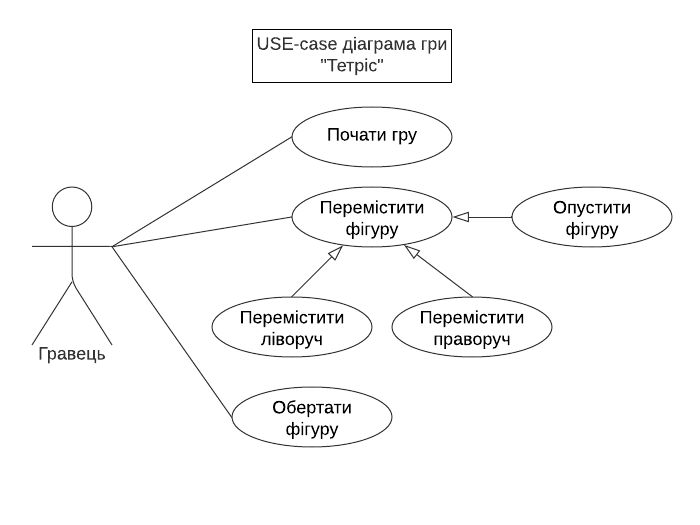 USE-case діаграма гри
"Тетріс"
Почати гру
Перемістити
фігуру
Опустити
фігуру
Перемістити
ліворуч
Перемістити
праворуч
Гравець
Обертати
фігуру